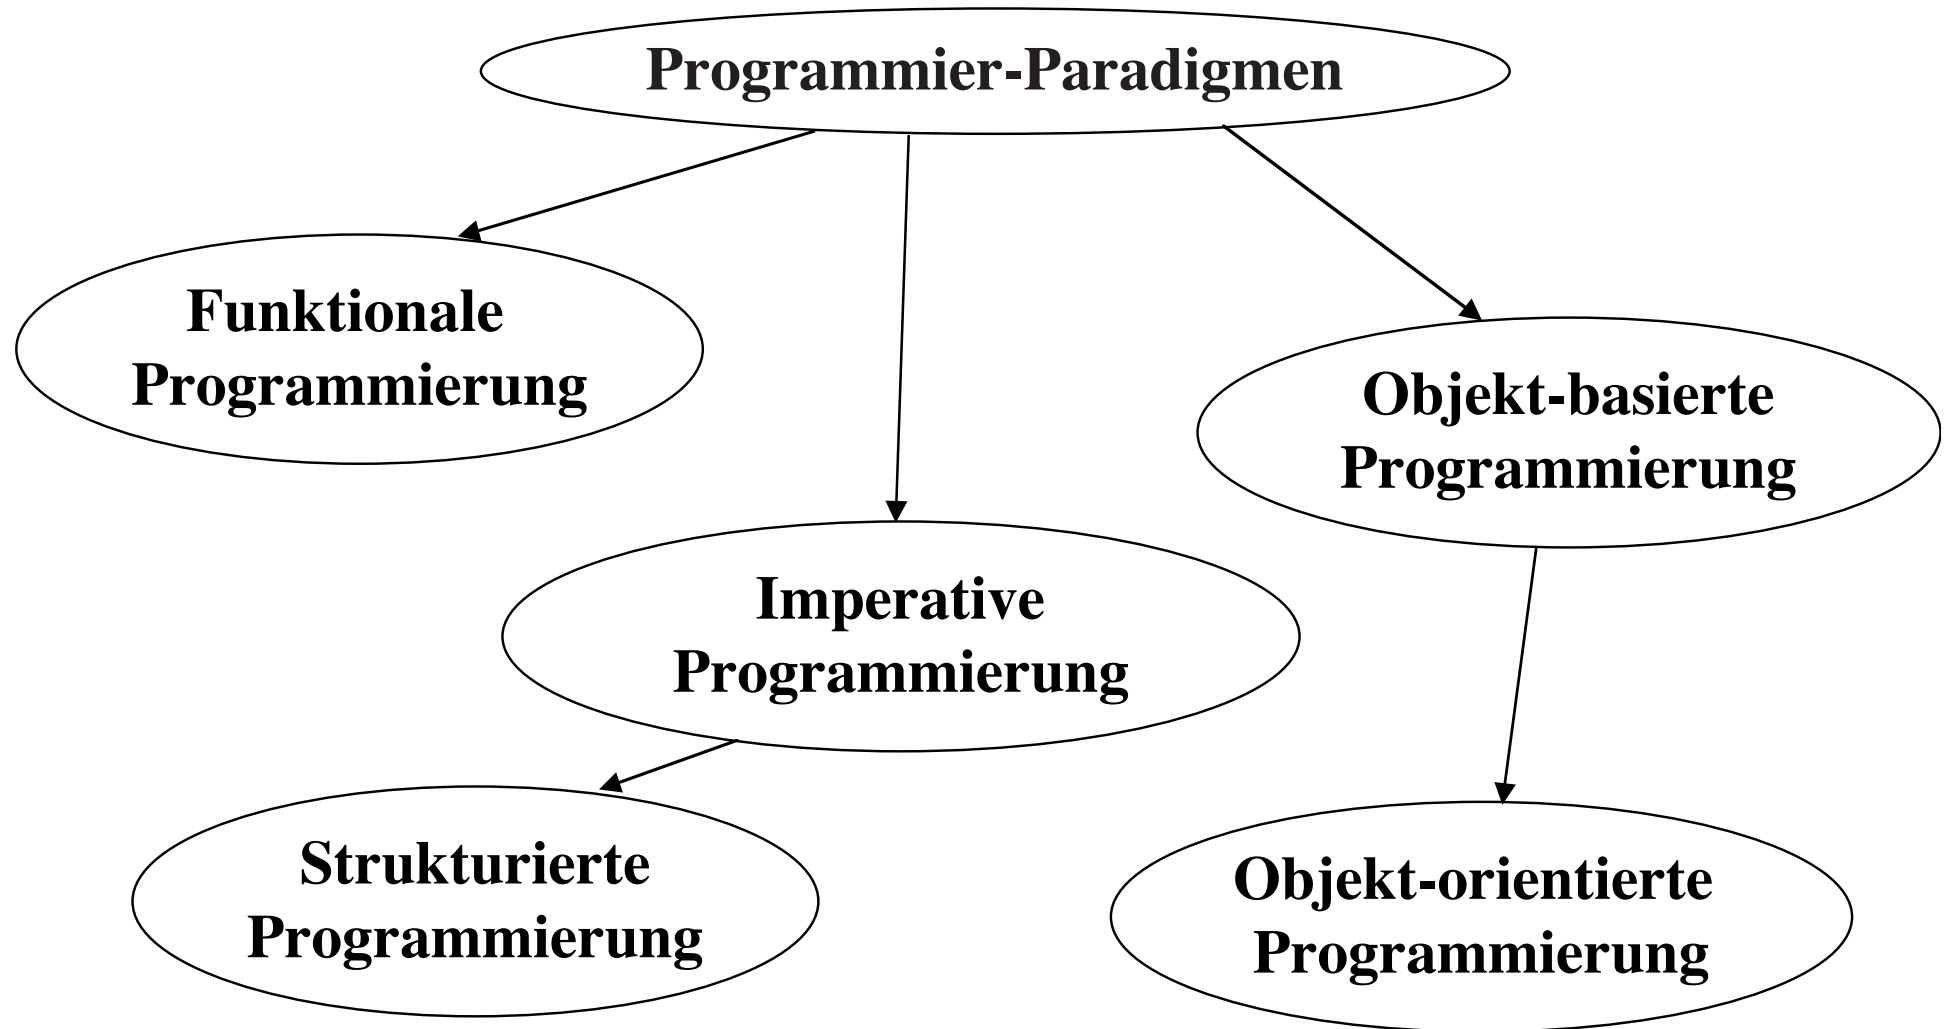 Programmier-Paradigmen
Funktionale
Programmierung
Objekt-basierte
Programmierung
Imperative
Programmierung
Strukturierte
Programmierung
Objekt-orientierte
Programmierung